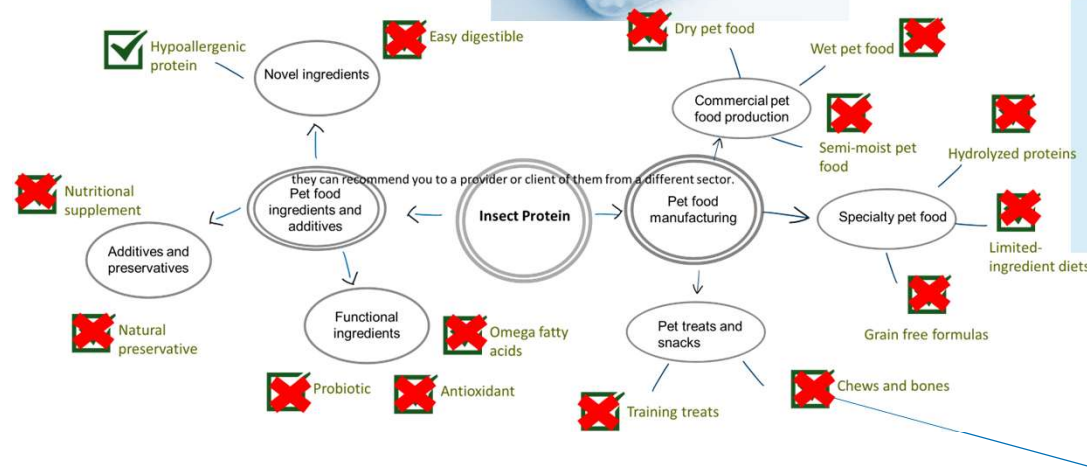 Hypoallergenic
protein
Novel ingredients
Easy digestible
Dry pet food
Wet pet food
Commercial pet
food production
Semi-moist pet
food
Hydrolyzed proteins
they can recommend you to a provider or client of them from a different sector.
Nutritional
supplement
Pet food
ingredients and
additives
Insect Protein
Pet food
manufacturing
Specialty pet food
Additives and
preservatives
Limited-
ingredient diets
Natural
preservative
Functional
ingredients
Omega fatty
acids
Pet treats and
snacks
Grain free formulas
Probiotic
Antioxidant
Training treats
Chews and bones